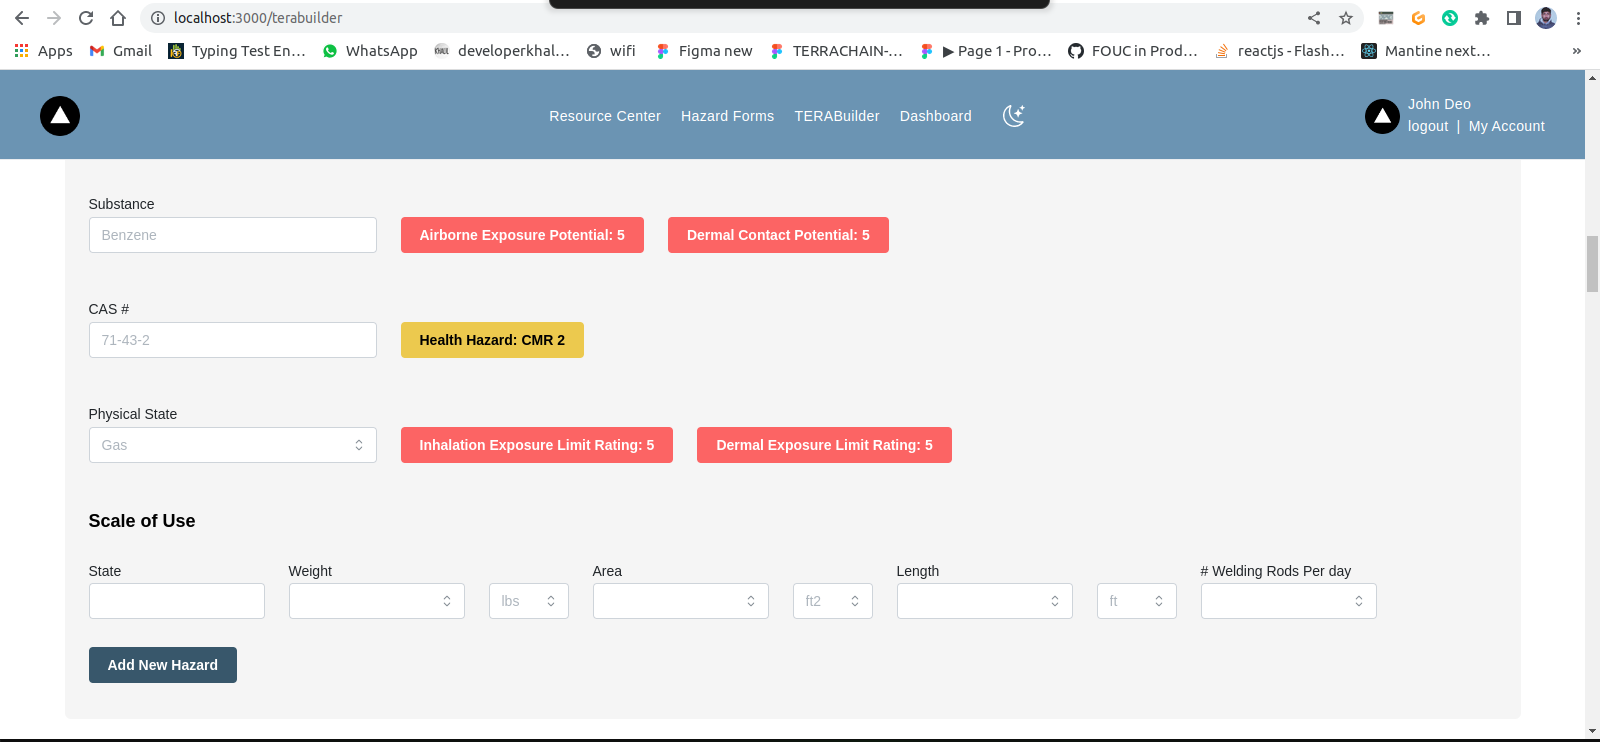 localhost:3000/terabuilder
Apps Gmail Typing Test En... WhatsApp developerkhal... wifi Figma new TERRACHAIN-... ▶ Page 1 - Pro... FOUC in Prod... reactjs - Flash... Mantine next... »
Resource Center Hazard Forms TERABuilder Dashboard
John Deo
logout | My Account
Substance
Benzene Airborne Exposure Potential: 5 Dermal Contact Potential: 5
CAS #
71-43-2 Health Hazard: CMR 2
Physical State
Gas Inhalation Exposure Limit Rating: 5 Dermal Exposure Limit Rating: 5
Scale of Use
State Weight Area Length # Welding Rods Per day
lbs ft2 ft
Add New Hazard